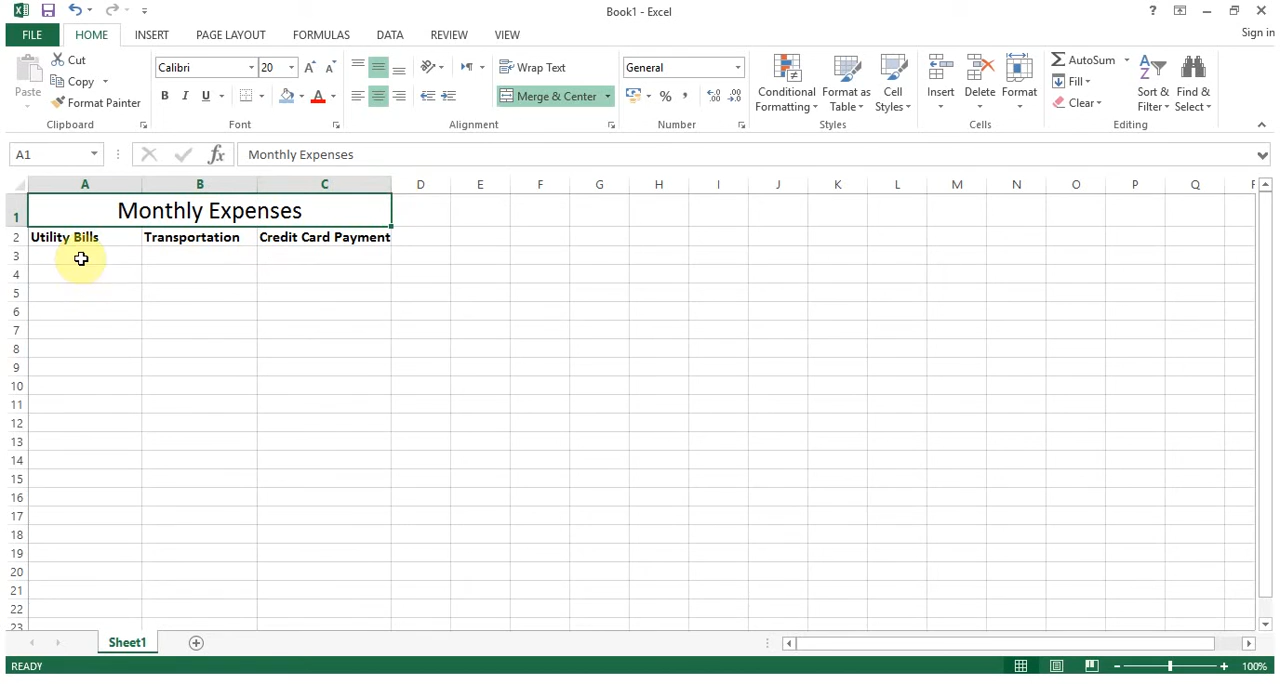 Book1 - Excel
?
FILE HOME INSERT PAGE LAYOUT FORMULAS DATA REVIEW VIEW
Sign in
Paste
Cut
Copy
Format Painter
Clipboard
Calibri 20
B I U
Font
Wrap Text
Merge & Center
Alignment
General
%
Number
Conditional
Formatting
Format as
Table
Cell
Styles
Styles
Insert
Delete
Format
Cells
AutoSum
Fill
Clear
Sort &
Filter
Find &
Select
Editing
A1 fx Monthly Expenses
A B C D E F G H I J K L M N O P Q
1 Monthly Expenses
2 Utility Bills Transportation Credit Card Payment
3
4
5
6
7
8
9
10
11
12
13
14
15
16
17
18
19
20
21
22
23
Sheet1
READY 100%